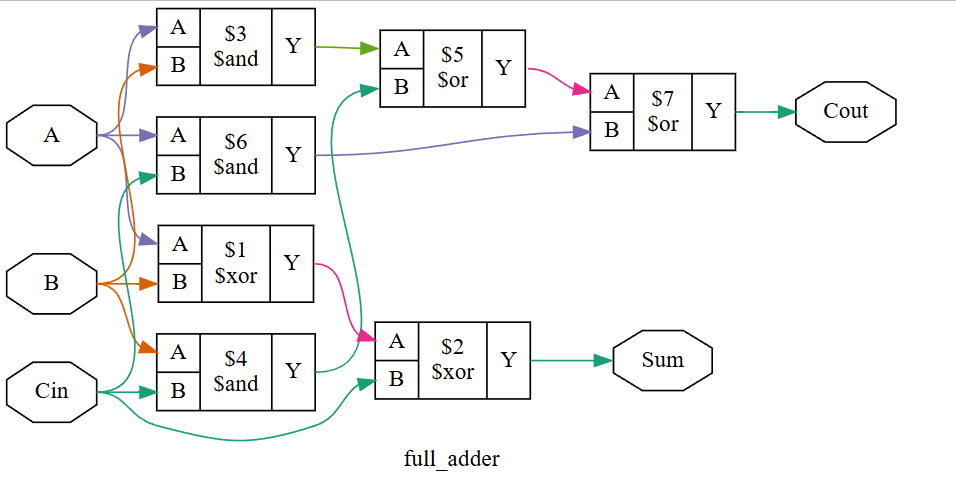 A
B
$3
$and
Y
A
B
$5
$or
Y
A
B
$7
$or
Y
Cout
A
A
B
$6
$and
Y
A
B
$1
$xor
Y
B
A
B
$4
$and
Y
A
B
$2
$xor
Y
Sum
Cin
full_adder